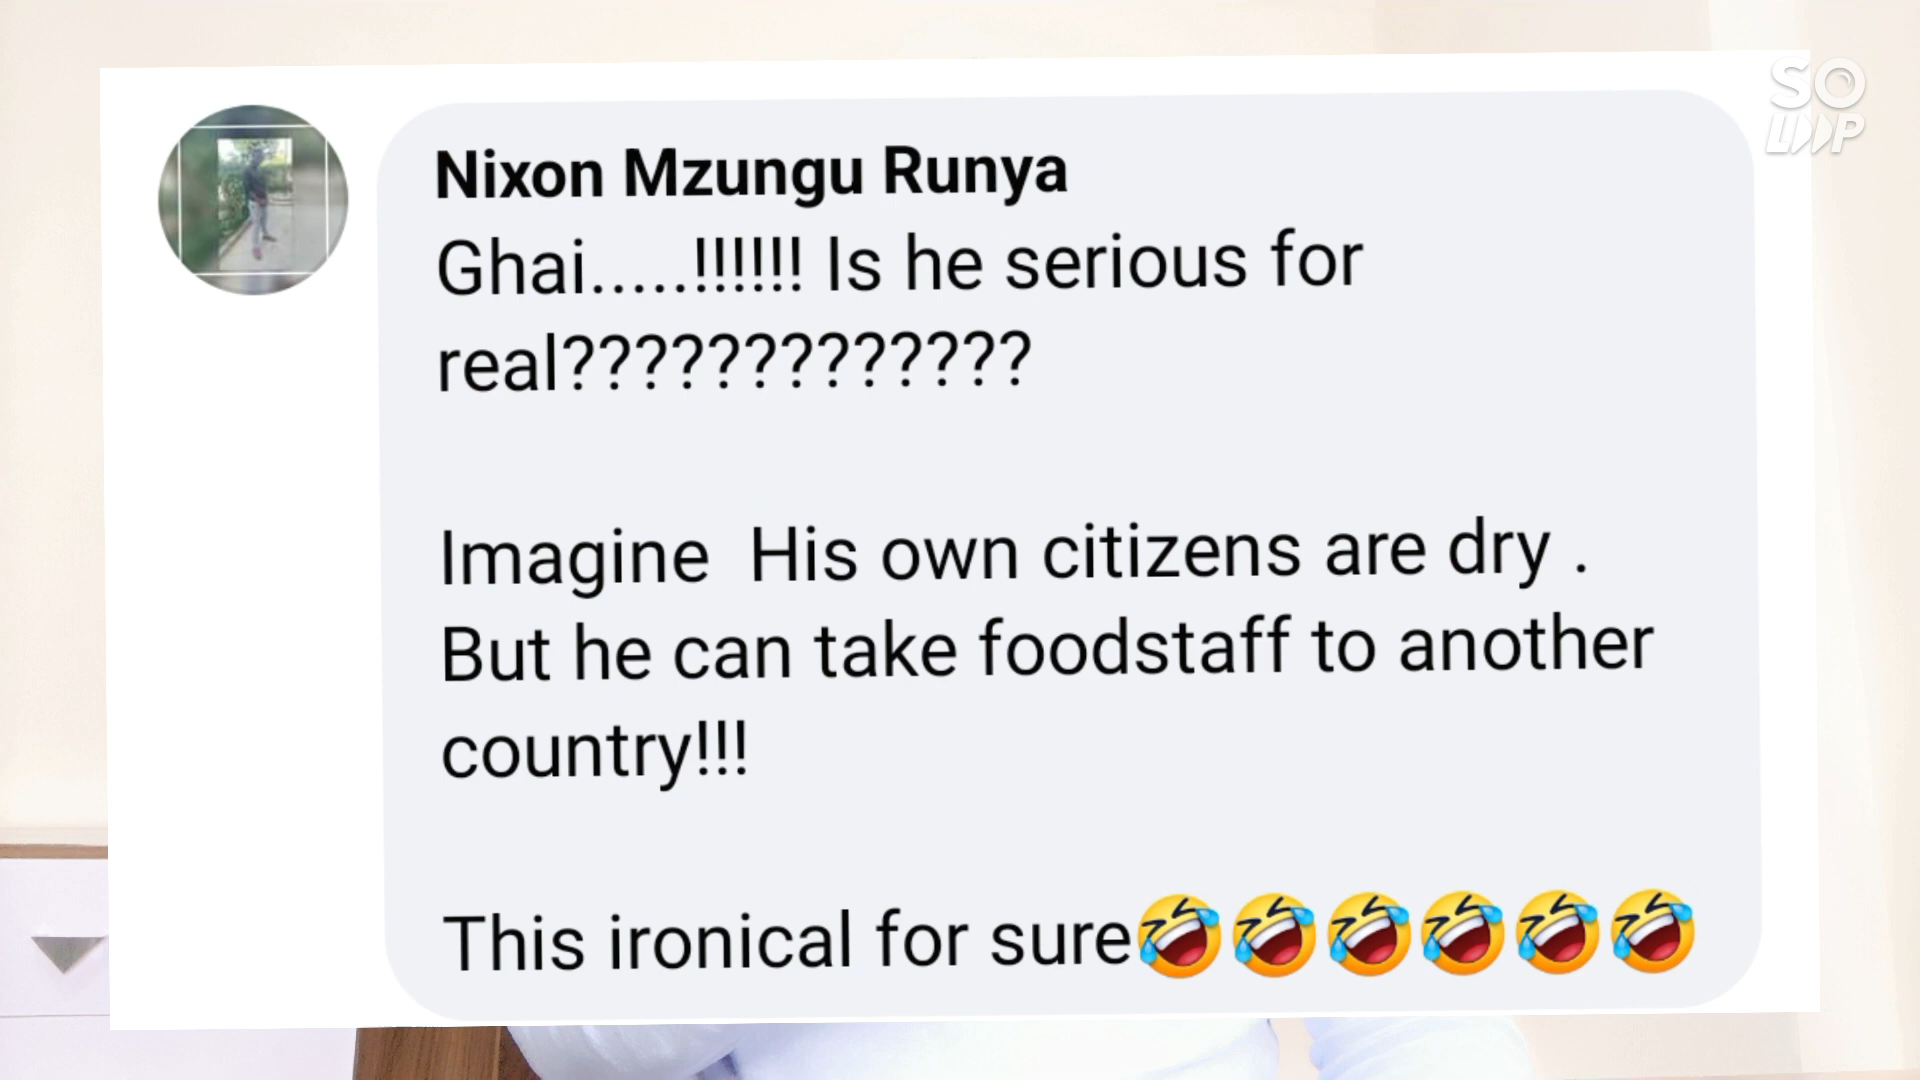 SO
LOOP
Nixon Mzungu Runya
Ghai.....!!!!!! Is he serious for
real?????????????
Imagine  His own citizens are dry .
But he can take foodstaff to another
country!!!
This ironical for sure🤣🤣🤣🤣🤣🤣